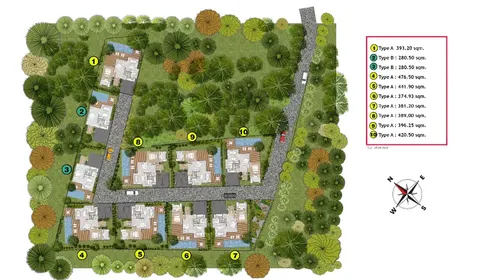 1 Type A 393.20 sqm.
2 Type B : 280.50 sqm.
3 Type B : 280.50 sqm.
4 Type A : 476.50 sqm.
5 Type A : 441.90 sqm.
6 Type A : 374.93 sqm.
7 Type A : 381.20 sqm.
8 Type A : 389.00 sqm.
9 Type A : 396.25 sqm.
10 Type A : 420.50 sqm.
1
2
3
8
9
10
4
5
6
7
N
E
W
S